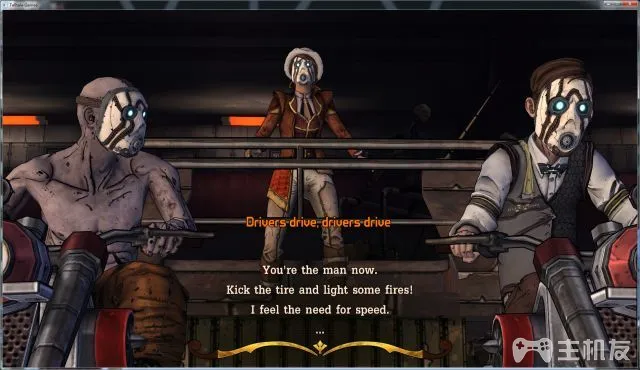 Telltale Games
Drivers drive, drivers drive
You're the man now.
Kick the tire and light some fires!
I feel the need for speed.
...
主机友